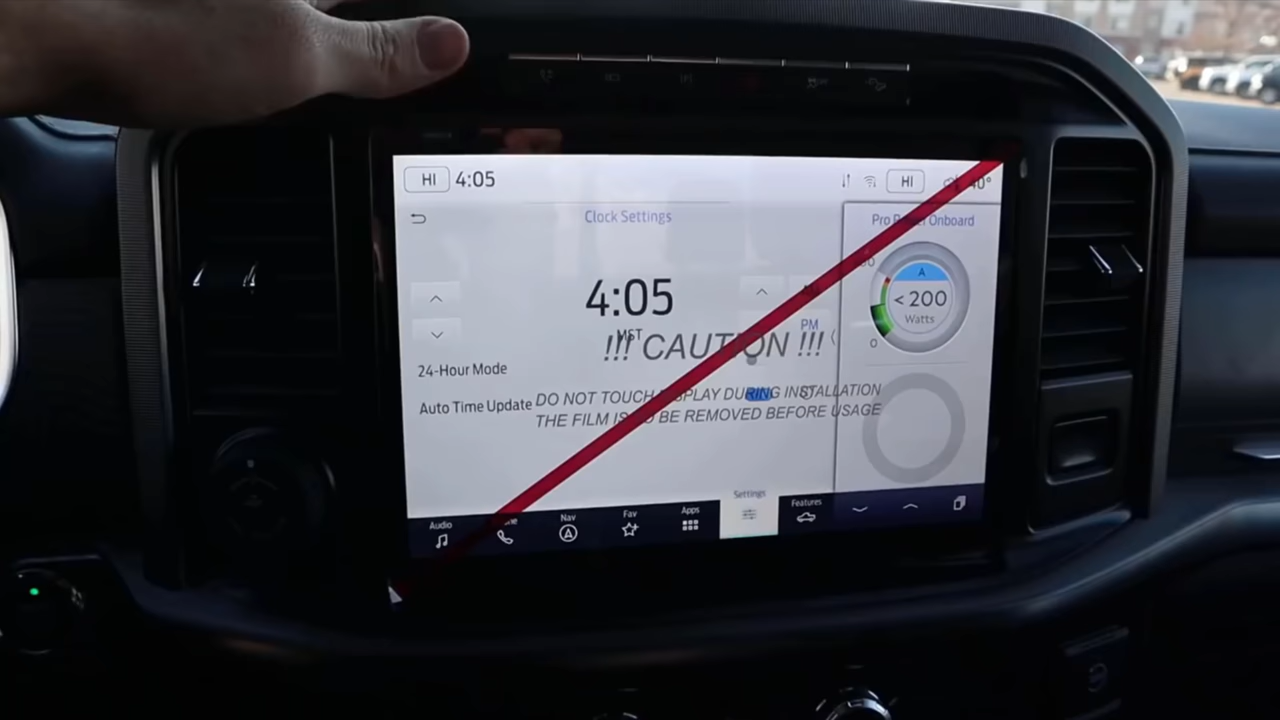 HI 4:05
HI 40°
Clock Settings
Pro Onboard
4:05
A
<200
Watts
0
MST
PM
!!! CAUTION !!!
24-Hour Mode
Auto Time Update
DO NOT TOUCH DISPLAY DURING INSTALLATION
THE FILM IS TO BE REMOVED BEFORE USAGE
Audio
Nav
Fav
Apps
Settings
Features